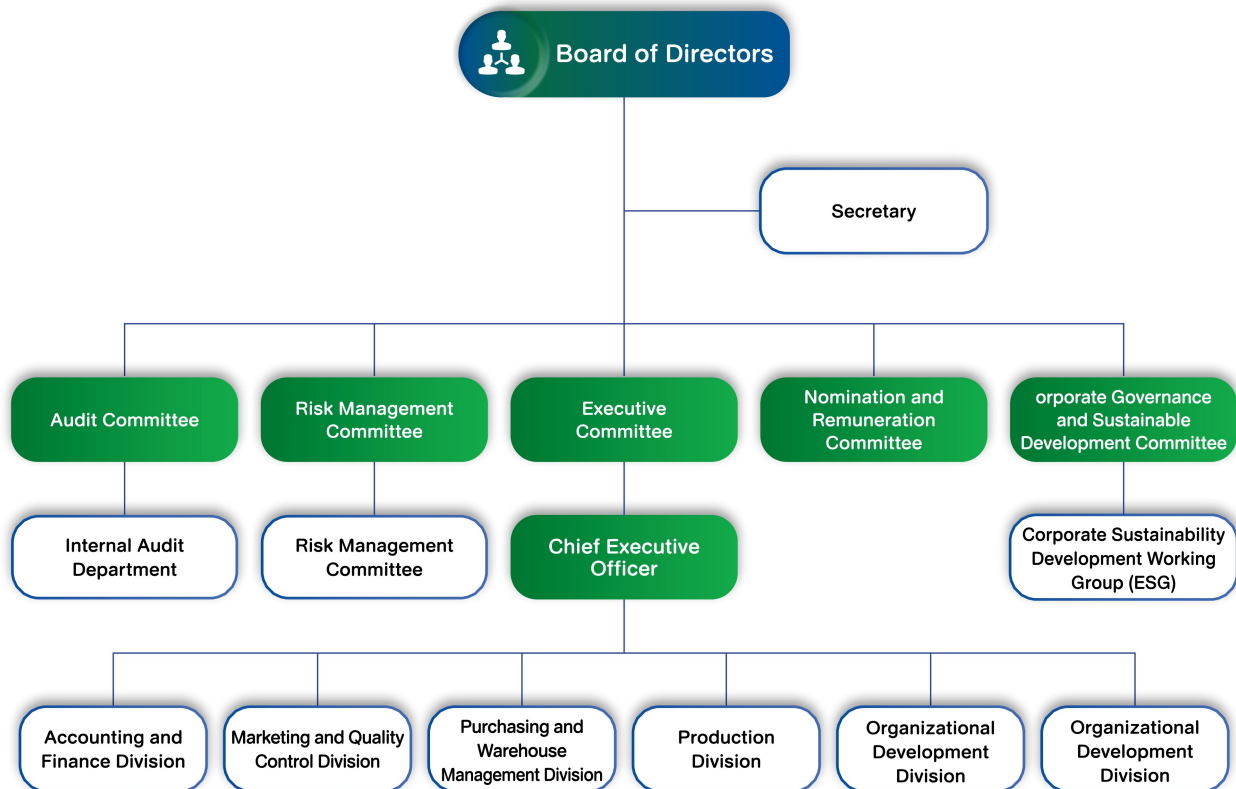 Board of Directors
Secretary
Audit Committee
Risk Management
Committee
Executive
Committee
Nomination and
Remuneration
Committee
orporate Governance
and Sustainable
Development Committee
Internal Audit
Department
Risk Management
Committee
Chief Executive
Officer
Corporate Sustainability
Development Working
Group (ESG)
Accounting and
Finance Division
Marketing and Quality
Control Division
Purchasing and
Warehouse
Management Division
Production
Division
Organizational
Development
Division
Organizational
Development
Division